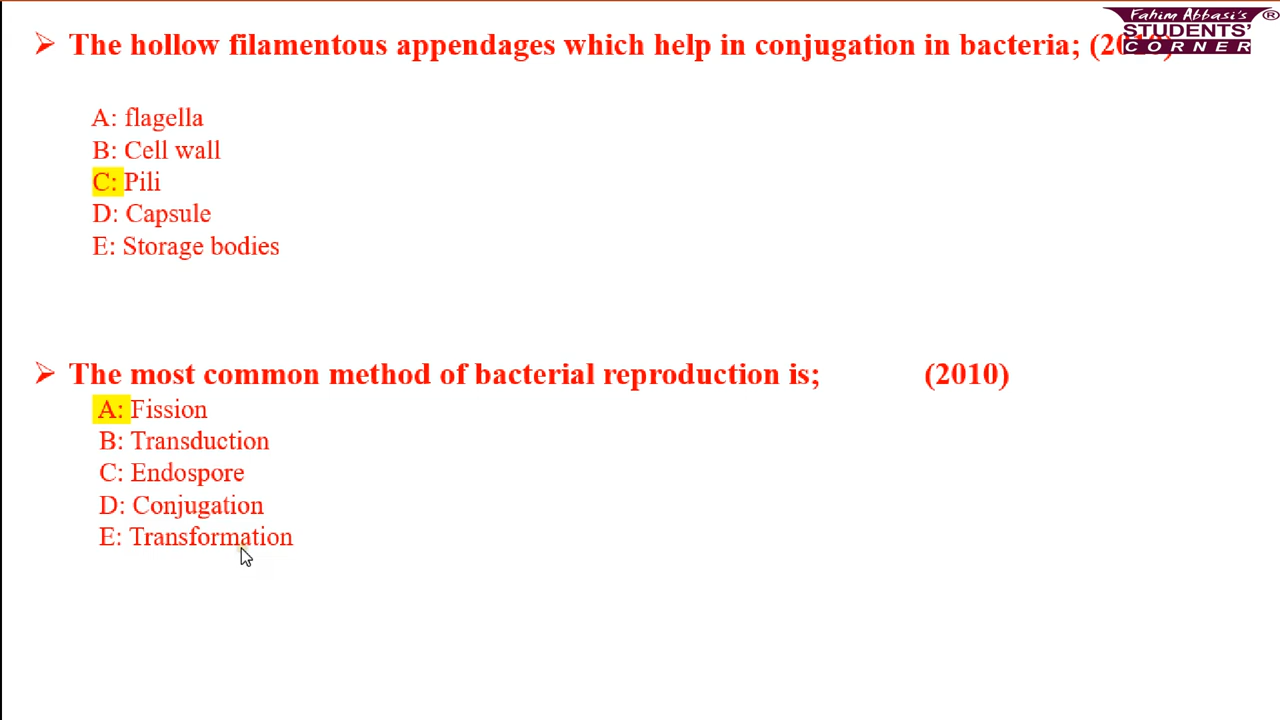 Fahim Abbasi's ®
STUDENTS'
CORNER
➢ The hollow filamentous appendages which help in conjugation in bacteria;
A: flagella
B: Cell wall
C: Pili
D: Capsule
E: Storage bodies
➢ The most common method of bacterial reproduction is; (2010)
A: Fission
B: Transduction
C: Endospore
D: Conjugation
E: Transformation